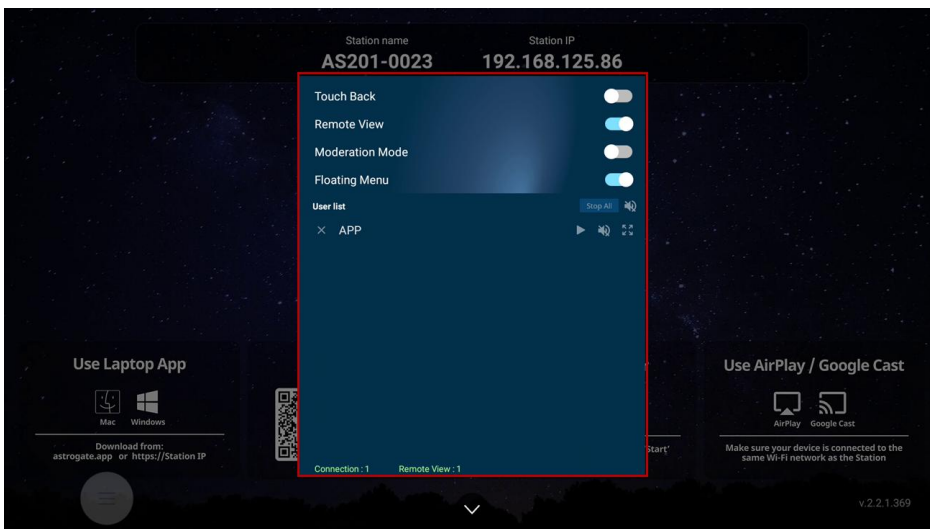 Station name
Station IP
AS201-0023
192.168.125.86
Touch Back
Remote View
Moderation Mode
Floating Menu
User list
Stop All
APP
Connection : 1
Remote View : 1
Use Laptop App
Mac
Windows
Download from:
astrogate.app or https://Station IP
Start'
Use AirPlay / Google Cast
AirPlay
Google Cast
Make sure your device is connected to the
same Wi-Fi network as the Station
v.2.2.1.369